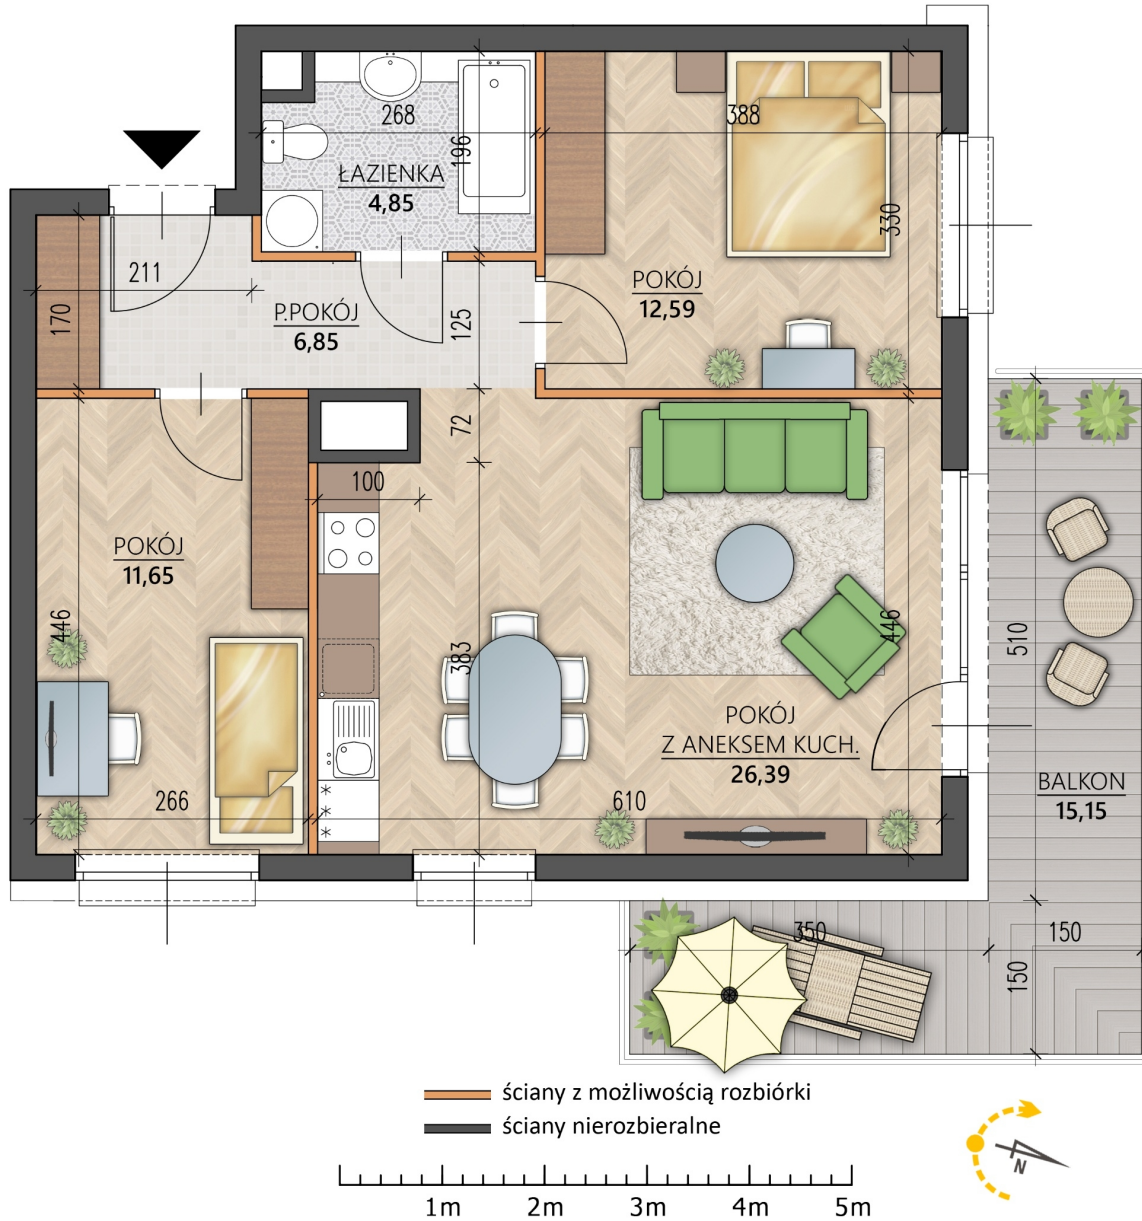 268
196
ŁAZIENKA
4,85
388
330
POKÓJ
12,59
211
170
P.POKÓJ
6,85
125
72
100
POKÓJ
11,65
446
266
383
446
POKÓJ
Z ANEKSEM KUCH.
26,39
610
510
BALKON
15,15
350
150
150
ściany z możliwością rozbiórki
ściany nierozbieralne
N
1m 2m 3m 4m 5m